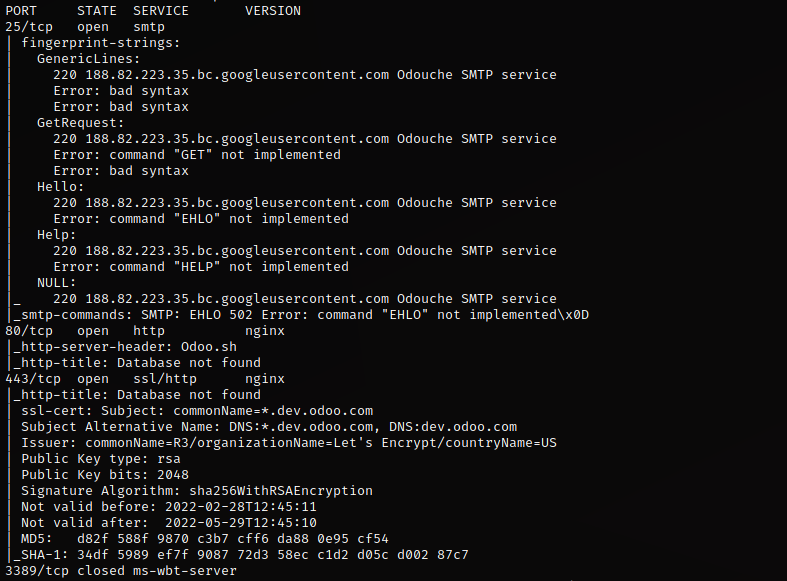 PORT     STATE  SERVICE       VERSION
25/tcp   open   smtp
| fingerprint-strings:
|   GenericLines:
|     220 188.82.223.35.bc.googleusercontent.com Odouche SMTP service
|     Error: bad syntax
|     Error: bad syntax
|   GetRequest:
|     220 188.82.223.35.bc.googleusercontent.com Odouche SMTP service
|     Error: command "GET" not implemented
|     Error: bad syntax
|   Hello:
|     220 188.82.223.35.bc.googleusercontent.com Odouche SMTP service
|     Error: command "EHLO" not implemented
|   Help:
|     220 188.82.223.35.bc.googleusercontent.com Odouche SMTP service
|     Error: command "HELP" not implemented
|   NULL:
|_    220 188.82.223.35.bc.googleusercontent.com Odouche SMTP service
|_smtp-commands: SMTP: EHLO 502 Error: command "EHLO" not implemented\x0D
80/tcp   open   http          nginx
|_http-server-header: Odoo.sh
|_http-title: Database not found
443/tcp  open   ssl/http      nginx
|_http-title: Database not found
| ssl-cert: Subject: commonName=*.dev.odoo.com
| Subject Alternative Name: DNS:*.dev.odoo.com, DNS:dev.odoo.com
| Issuer: commonName=R3/organizationName=Let's Encrypt/countryName=US
| Public Key type: rsa
| Public Key bits: 2048
| Signature Algorithm: sha256WithRSAEncryption
| Not valid before: 2022-02-28T12:45:11
| Not valid after:  2022-05-29T12:45:10
| MD5:   d82f 588f 9870 c3b7 cff6 da88 0e95 cf54
|_SHA-1: 34df 5989 ef7f 9087 72d3 58ec c1d2 d05c d002 87c7
3389/tcp closed ms-wbt-server